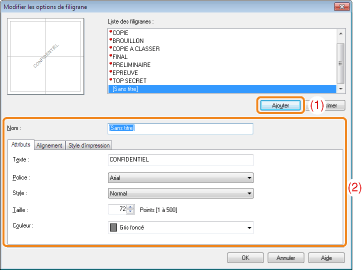 Modifier les options de filigrane
Liste des filigranes :
CONFIDENTIEL
*COPIE
*BROUILLON
*COPIE A CLASSER
*FINAL
*PRELIMINAIRE
*EPREUVE
*TOP SECRET
[Sans titre]
Ajouter (1) imer
Nom : Sans titre
Attributs Alignement Style d'impression
Texte : CONFIDENTIEL
Police : Arial
Style : Normal (2)
Taille : 72 Points [1 à 500]
Couleur : Gris foncé
OK Annuler Aide